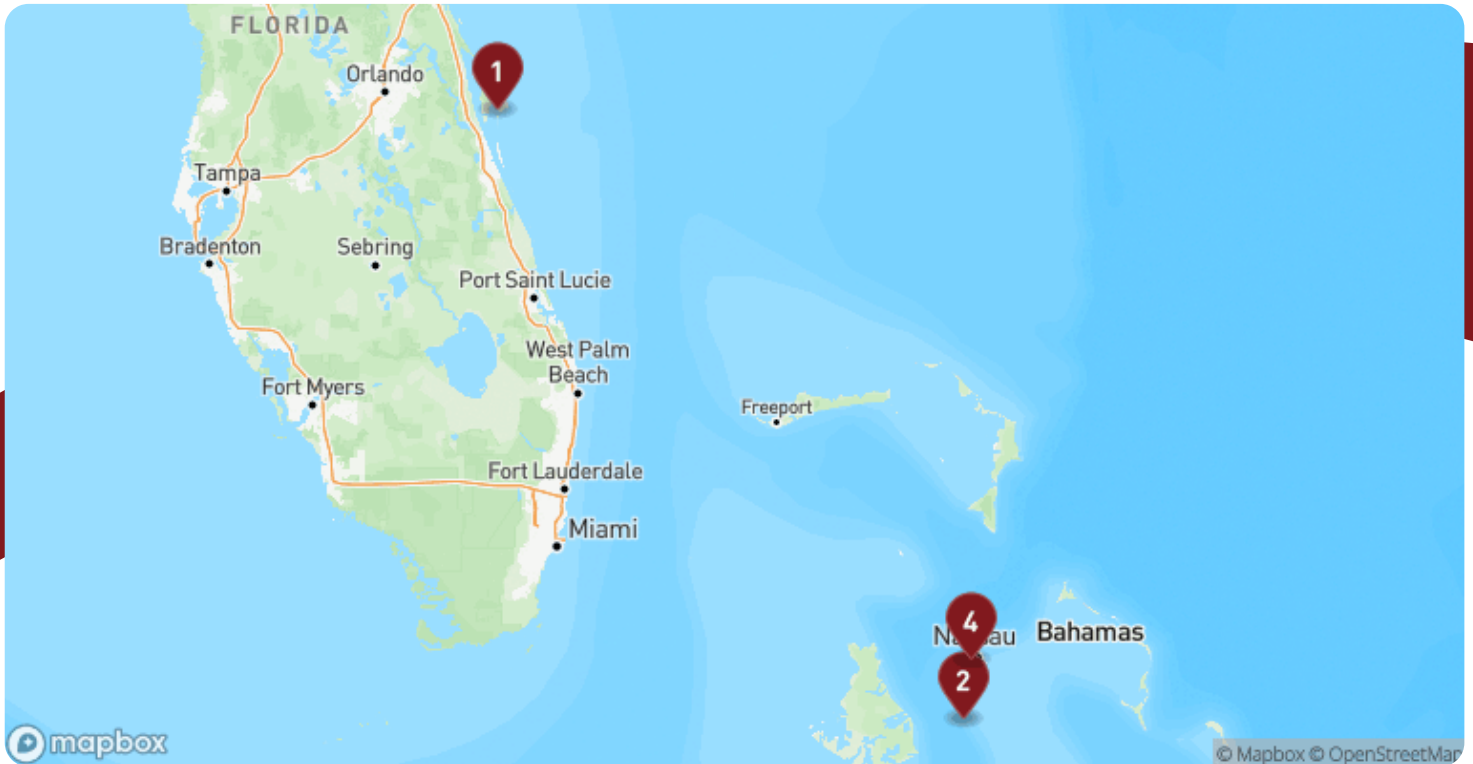 FLORIDA
1
Orlando
Tampa
Bradenton
Sebring
Port Saint Lucie
West Palm
Beach
Fort Myers
Freeport
Fort Lauderdale
Miami
4
Bahamas
2
mapbox
© Mapbox © OpenStreetMap